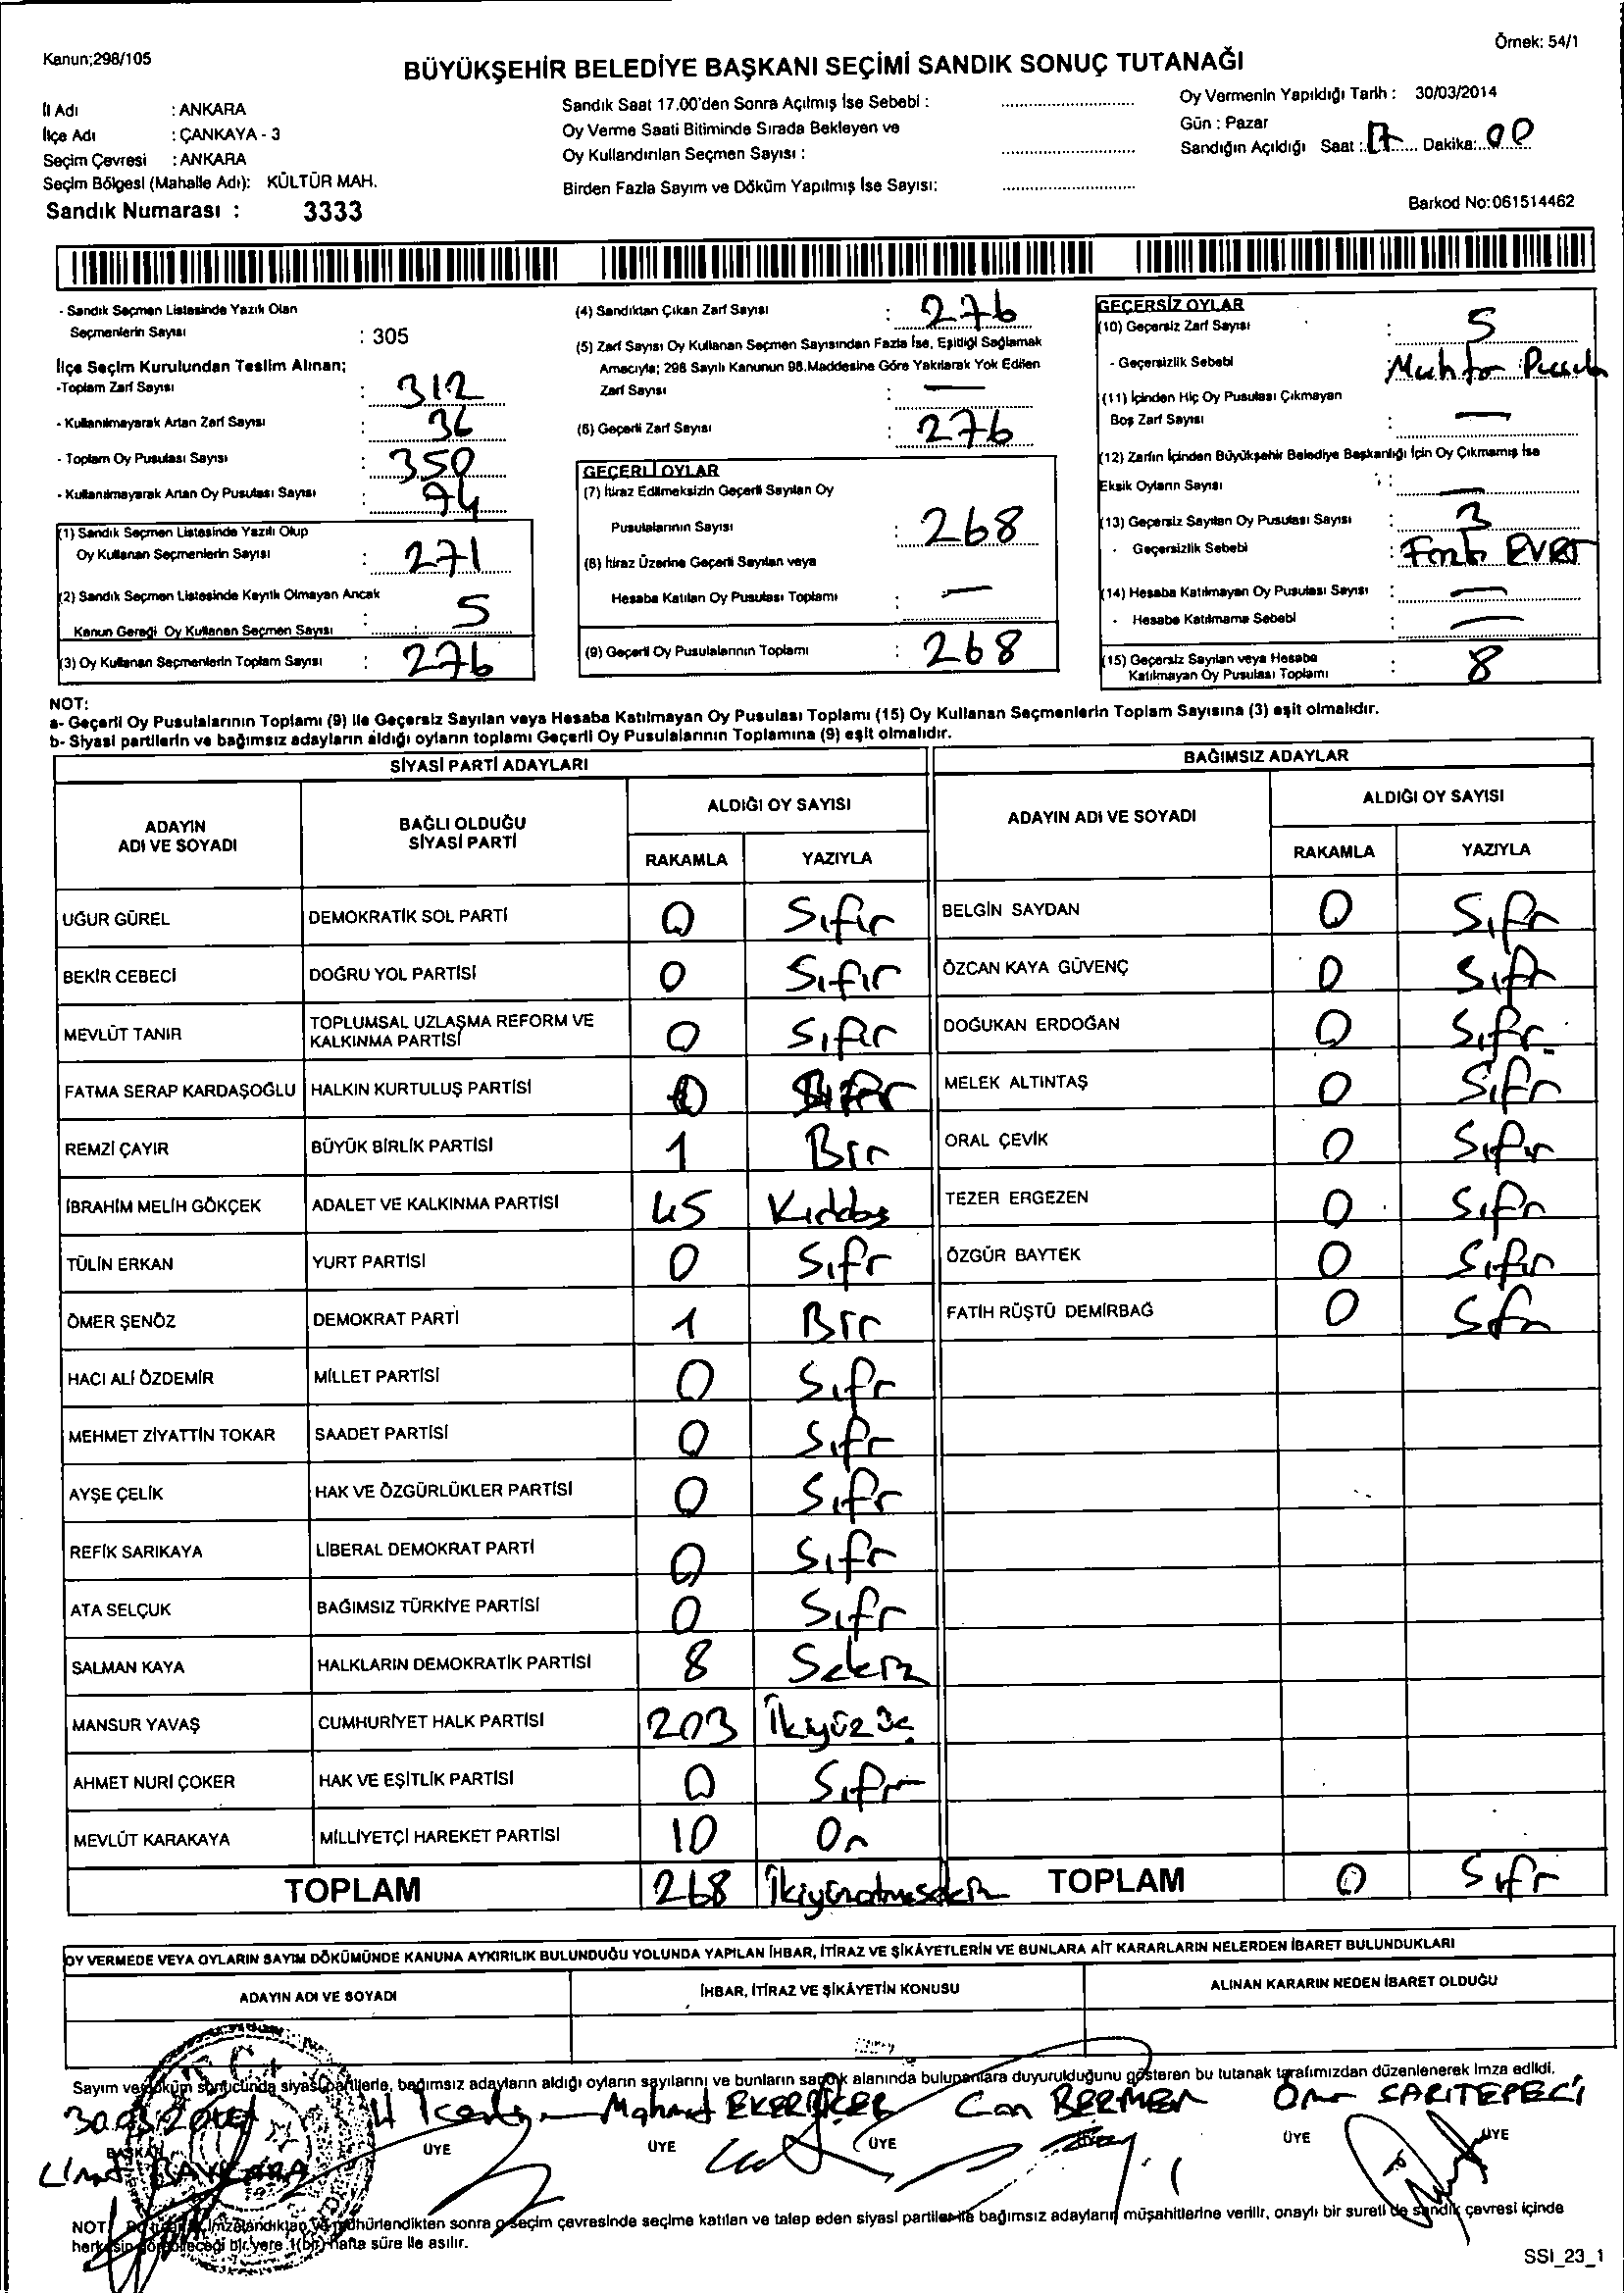 Kanun;298/105
Örnek: 54/1
BÜYÜKŞEHİR BELEDİYE BAŞKANI SEÇİMİ SANDIK SONUÇ TUTANAĞI
İl Adı : ANKARA
İlçe Adı : ÇANKAYA - 3
Seçim Çevresi : ANKARA
Seçim Bölgesi (Mahalle Adı): KÜLTÜR MAH.
Sandık Numarası : 3333
Sandık Saat 17.00'den Sonra Açılmış İse Sebebi :
Oy Verme Saati Bitiminde Sırada Bekleyen ve
Oy Kullandırılan Seçmen Sayısı :
Birden Fazla Sayım ve Döküm Yapılmış İse Sayısı:
Oy Vermenin Yapıldığı Tarih : 30/03/2014
Gün : Pazar
Sandığın Açıldığı Saat : 17 Dakika: 00
Barkod No:061514462
- Sandık Seçmen Listesinde Yazılı Olan
Seçmenlerin Sayısı : 305
İlçe Seçim Kurulundan Teslim Alınan;
-Toplam Zarf Sayısı : 312
- Kullanılmayarak Artan Zarf Sayısı : 36
- Toplam Oy Pusulası Sayısı : 350
- Kullanılmayarak Artan Oy Pusulası Sayısı : 74
(1) Sandık Seçmen Listesinde Yazılı Olup
Oy Kullanan Seçmenlerin Sayısı : 271
(2) Sandık Seçmen Listesinde Kayıtlı Olmayan Ancak
Kanun Gereği Oy Kullanan Seçmen Sayısı : 5
(3) Oy Kullanan Seçmenlerin Toplam Sayısı : 276
(4) Sandıktan Çıkan Zarf Sayısı : 276
(5) Zarf Sayısı Oy Kullanan Seçmen Sayısından Fazla İse, Eşitliği Sağlamak
Amacıyla; 298 Sayılı Kanunun 98.Maddesine Göre Yakılarak Yok Edilen
Zarf Sayısı : —
(6) Geçerli Zarf Sayısı : 276
GEÇERLİ OYLAR
(7) İtiraz Edilmeksizin Geçerli Sayılan Oy
Pusulalarının Sayısı : 268
(8) İtiraz Üzerine Geçerli Sayılan veya
Hesaba Katılan Oy Pusulası Toplamı : —
(9) Geçerli Oy Pusulalarının Toplamı : 268
GEÇERSİZ OYLAR
(10) Geçersiz Zarf Sayısı : 5
- Geçersizlik Sebebi : Muhtar Pusula
(11) İçinden Hiç Oy Pusulası Çıkmayan
Boş Zarf Sayısı : —
(12) Zarfın İçinden Büyükşehir Belediye Başkanlığı İçin Oy Çıkmamış İse
Eksik Oyların Sayısı : —
(13) Geçersiz Sayılan Oy Pusulası Sayısı : 3
- Geçersizlik Sebebi : Fazla EVET
(14) Hesaba Katılmayan Oy Pusulası Sayısı : —
- Hesaba Katılmama Sebebi —
(15) Geçersiz Sayılan veya Hesaba
Katılmayan Oy Pusulası Toplamı : 8
NOT:
a- Geçerli Oy Pusulalarının Toplamı (9) ile Geçersiz Sayılan veya Hesaba Katılmayan Oy Pusulası Toplamı (15) Oy Kullanan Seçmenlerin Toplam Sayısına (3) eşit olmalıdır.
b- Siyasi partilerin ve bağımsız adayların aldığı oyların toplamı Geçerli Oy Pusulalarının Toplamına (9) eşit olmalıdır.
SİYASİ PARTİ ADAYLARI
BAĞIMSIZ ADAYLAR
ADAYIN
ADI VE SOYADI
BAĞLI OLDUĞU
SİYASİ PARTİ
ALDIĞI OY SAYISI
RAKAMLA YAZIYLA
ADAYIN ADI VE SOYADI
ALDIĞI OY SAYISI
RAKAMLA YAZIYLA
UĞUR GÜREL DEMOKRATİK SOL PARTİ 0 Sıfır BELGİN SAYDAN 0 Sıfır
BEKİR CEBECİ DOĞRU YOL PARTİSİ 0 Sıfır ÖZCAN KAYA GÜVENÇ 0 Sıfır
MEVLÜT TANIR TOPLUMSAL UZLAŞMA REFORM VE
KALKINMA PARTİSİ 0 Sıfır DOĞUKAN ERDOĞAN 0 Sıfır
FATMA SERAP KARDAŞOĞLU HALKIN KURTULUŞ PARTİSİ 0 Sıfır MELEK ALTINTAŞ 0 Sıfır
REMZİ ÇAYIR BÜYÜK BİRLİK PARTİSİ 1 Bir ORAL ÇEVİK 0 Sıfır
İBRAHİM MELİH GÖKÇEK ADALET VE KALKINMA PARTİSİ 45 Kırkbeş TEZER ERGEZEN 0 Sıfır
TÜLİN ERKAN YURT PARTİSİ 0 Sıfır ÖZGÜR BAYTEK 0 Sıfır
ÖMER ŞENÖZ DEMOKRAT PARTİ 1 Bir FATİH RÜŞTÜ DEMİRBAĞ 0 Sıfır
HACI ALİ ÖZDEMİR MİLLET PARTİSİ 0 Sıfır
MEHMET ZİYATTİN TOKAR SAADET PARTİSİ 0 Sıfır
AYŞE ÇELİK HAK VE ÖZGÜRLÜKLER PARTİSİ 0 Sıfır
REFİK SARIKAYA LİBERAL DEMOKRAT PARTİ 0 Sıfır
ATA SELÇUK BAĞIMSIZ TÜRKİYE PARTİSİ 0 Sıfır
SALMAN KAYA HALKLARIN DEMOKRATİK PARTİSİ 8 Sekiz
MANSUR YAVAŞ CUMHURİYET HALK PARTİSİ 203 İkiyüz üç
AHMET NURİ ÇOKER HAK VE EŞİTLİK PARTİSİ 0 Sıfır
MEVLÜT KARAKAYA MİLLİYETÇİ HAREKET PARTİSİ 10 On
TOPLAM 268 İkiyüzatmışsekiz TOPLAM 0 Sıfır
OY VERMEDE VEYA OYLARIN SAYIM DÖKÜMÜNDE KANUNA AYKIRILIK BULUNDUĞU YOLUNDA YAPILAN İHBAR, İTİRAZ VE ŞİKÂYETLERİN VE BUNLARA AİT KARARLARIN NELERDEN İBARET BULUNDUKLARI
ADAYIN ADI VE SOYADI İHBAR, İTİRAZ VE ŞİKÂYETİN KONUSU ALINAN KARARIN NEDEN İBARET OLDUĞU
Sayım ve döküm sonucunda siyasi partilerle, bağımsız adayların aldığı oyların sayılarını ve bunların sandık alanında bulunanlara duyurulduğunu gösteren bu tutanak tarafımızdan düzenlenerek imza edildi.
30.03.2014 Mahmut Can BERMEK SARITEPECİ
BAŞKAN ÜYE ÜYE ÜYE ÜYE ÜYE
BAYKARA
NOT: Bu tutanak imzalandıktan ve mühürlendikten sonra o seçim çevresinde seçime katılan ve talep eden siyasi partiler ile bağımsız adayların müşahitlerine verilir, onaylı bir sureti de sandık çevresi içinde
herkesin görebileceği bir yere 1(bir) hafta süre ile asılır.
SSI_23_1